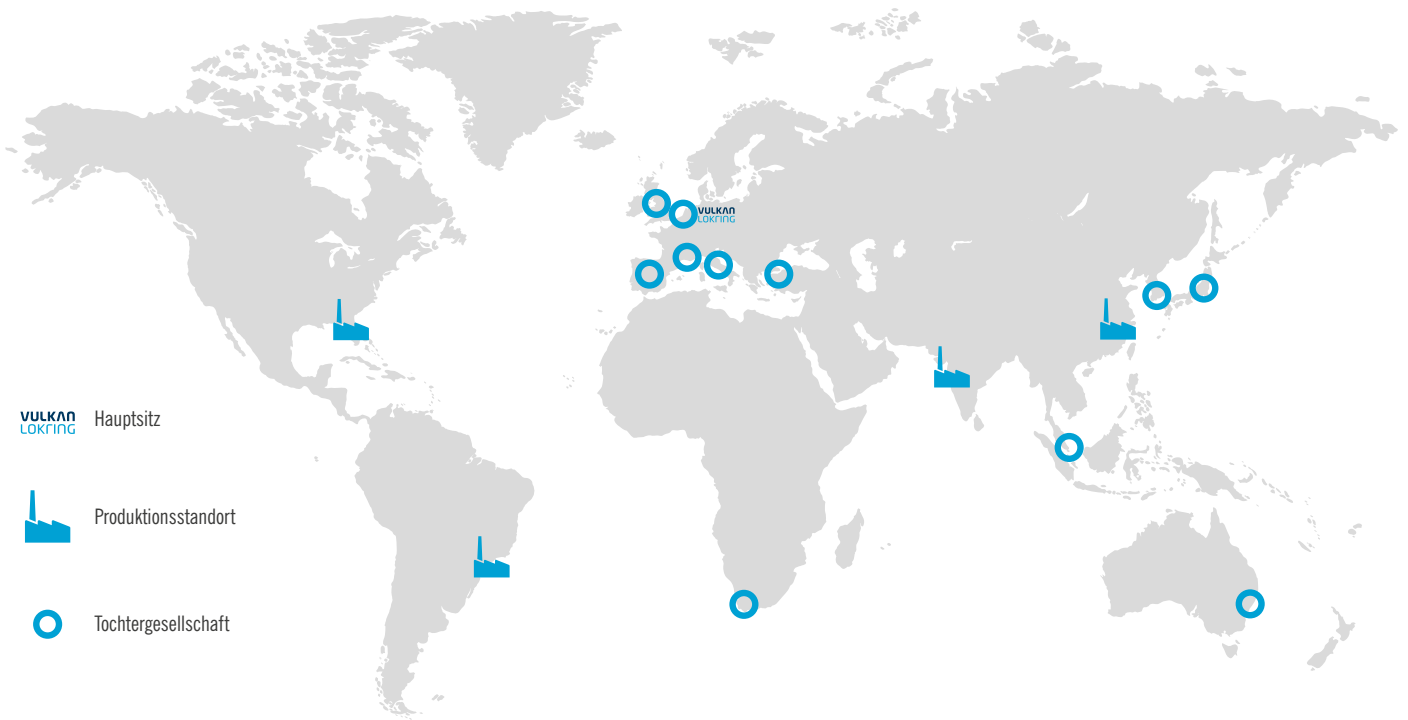 VULKAN
LOKRING
VULKAN
LOKRING
Hauptsitz
Produktionsstandort
Tochtergesellschaft